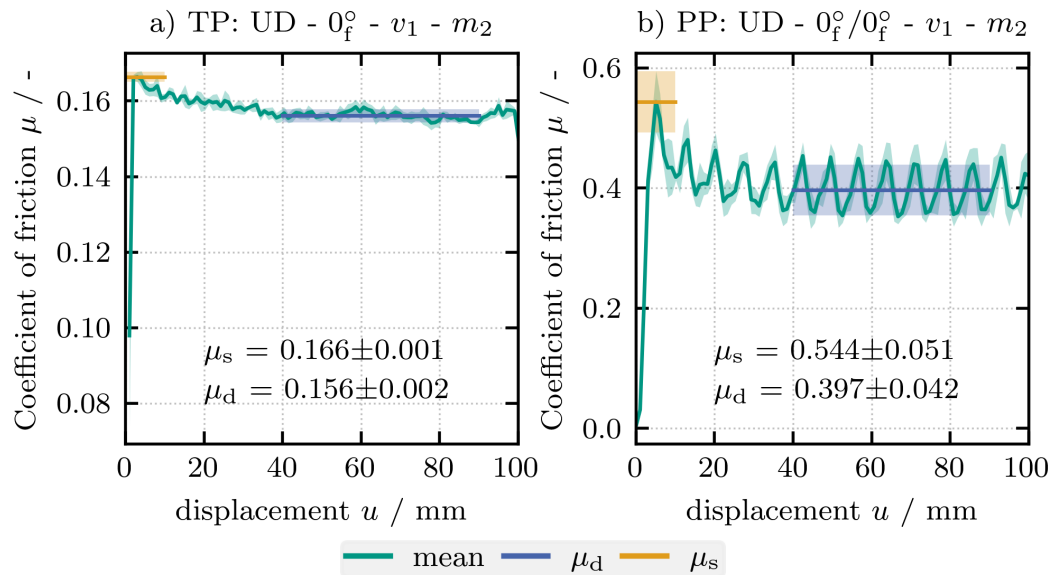 a) TP: UD - 0°f - v1 - m2
b) PP: UD - 0°f/0°f - v1 - m2
Coefficient of friction μ / -
0.16
0.14
0.12
0.10
0.08
μs = 0.166±0.001
μd = 0.156±0.002
0 20 40 60 80 100
displacement u / mm
Coefficient of friction μ / -
0.6
0.4
0.2
0.0
μs = 0.544±0.051
μd = 0.397±0.042
0 20 40 60 80 100
displacement u / mm
mean μd μs